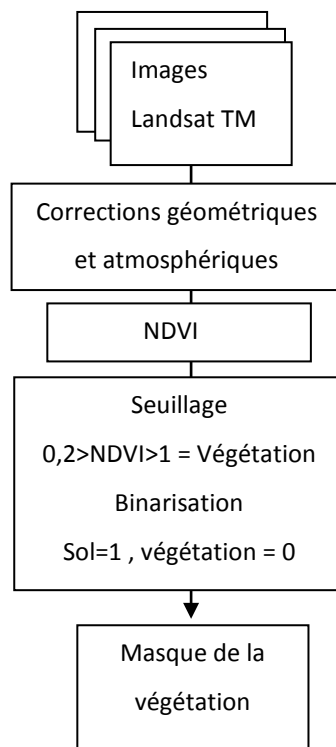 Images
Landsat TM
Corrections géométriques
et atmosphériques
NDVI
Seuillage
0,2>NDVI>1 = Végétation
Binarisation
Sol=1 , végétation = 0
Masque de la
végétation